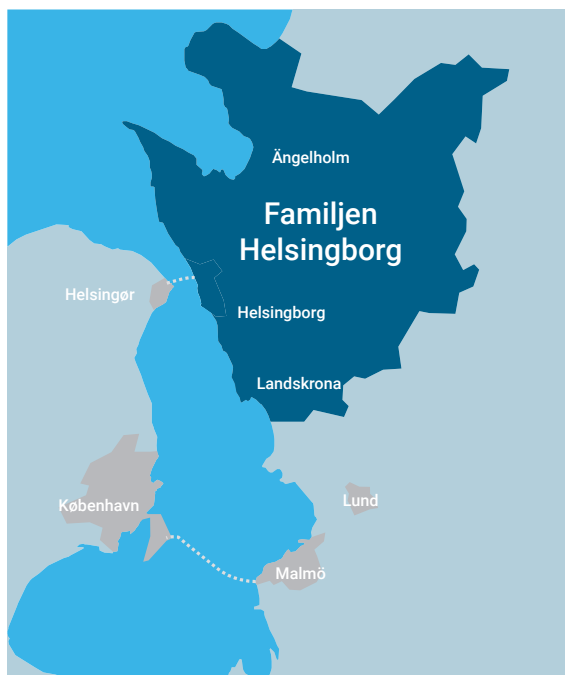 Ängelholm
Familjen
Helsingborg
Helsingør
Helsingborg
Landskrona
København
Lund
Malmö